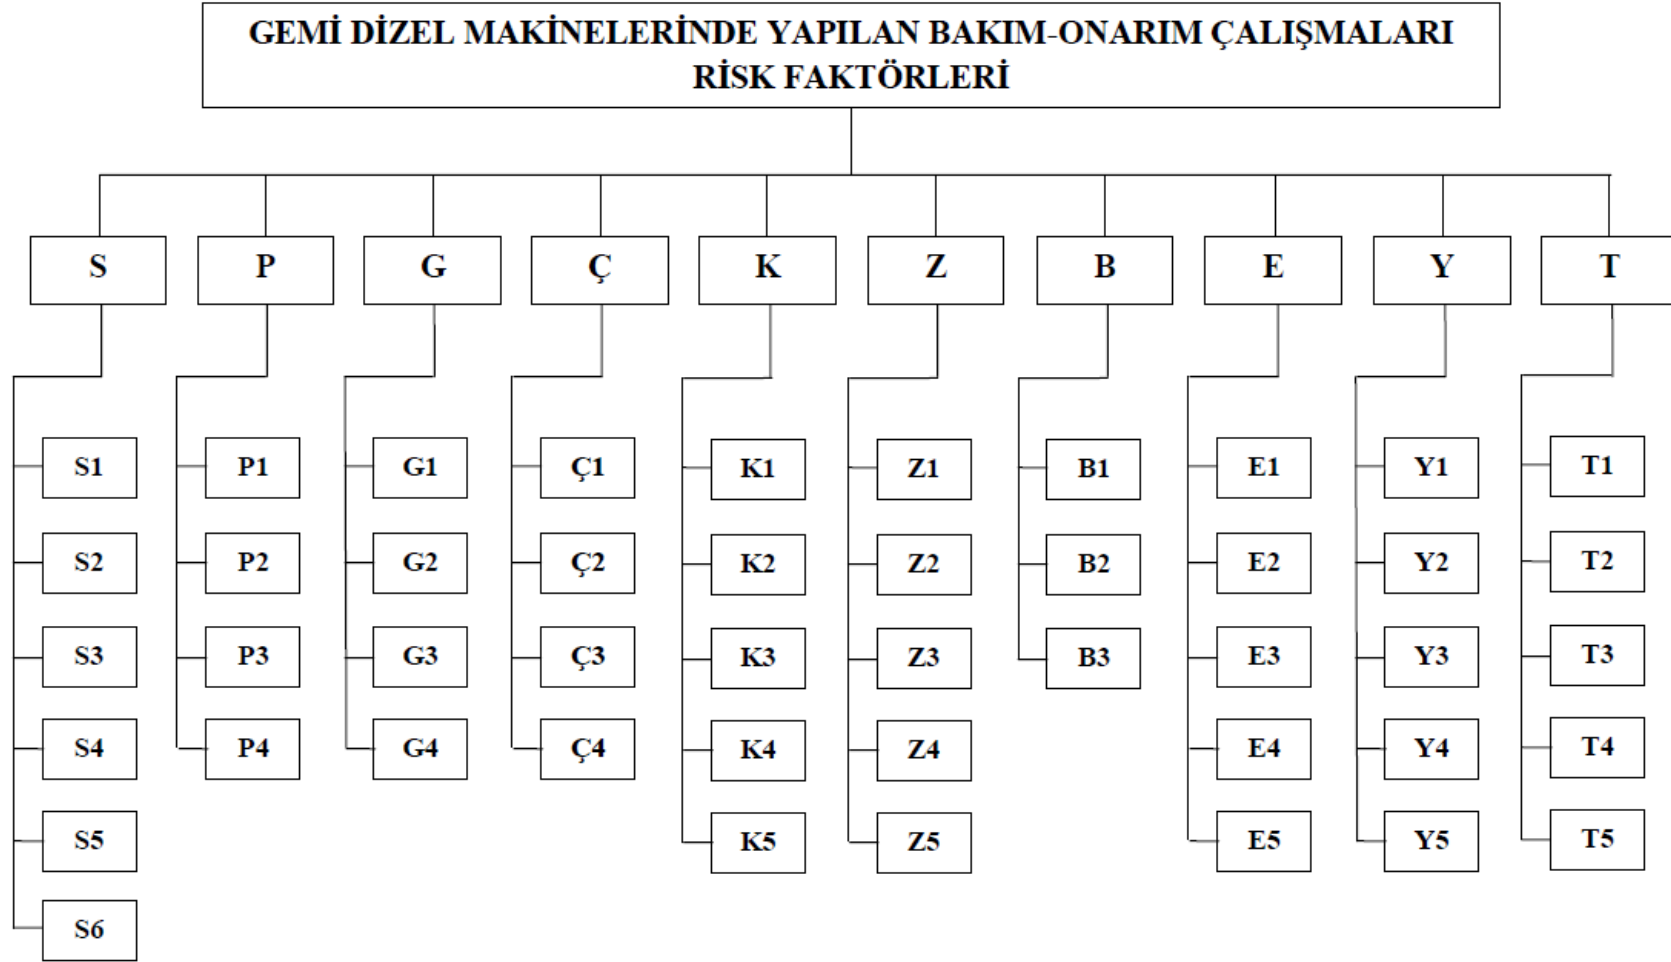 GEMİ DİZEL MAKİNELERİNDE YAPILAN BAKIM-ONARIM ÇALIŞMALARI
RİSK FAKTÖRLERİ
S P G Ç K Z B E Y T
S1 P1 G1 Ç1 K1 Z1 B1 E1 Y1 T1
S2 P2 G2 Ç2 K2 Z2 B2 E2 Y2 T2
S3 P3 G3 Ç3 K3 Z3 B3 E3 Y3 T3
S4 P4 G4 Ç4 K4 Z4 E4 Y4 T4
S5 K5 Z5 E5 Y5 T5
S6